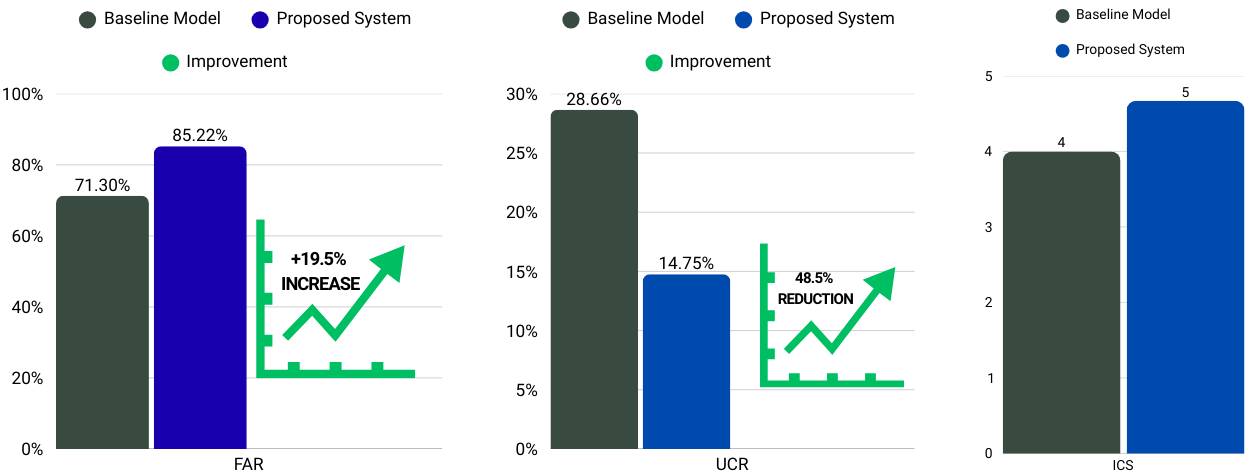 Baseline Model Proposed System
Improvement
100%
80%
60%
40%
20%
0%
71.30%
85.22%
+19.5%
INCREASE
FAR
Baseline Model Proposed System
Improvement
30%
25%
20%
15%
10%
5%
0%
28.66%
14.75%
48.5%
REDUCTION
UCR
Baseline Model
Proposed System
5
4
3
2
1
0
4
5
ICS